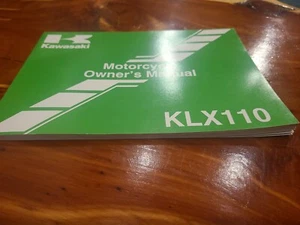 Kawasaki
Motorcycle
Owner's Manual
KLX110